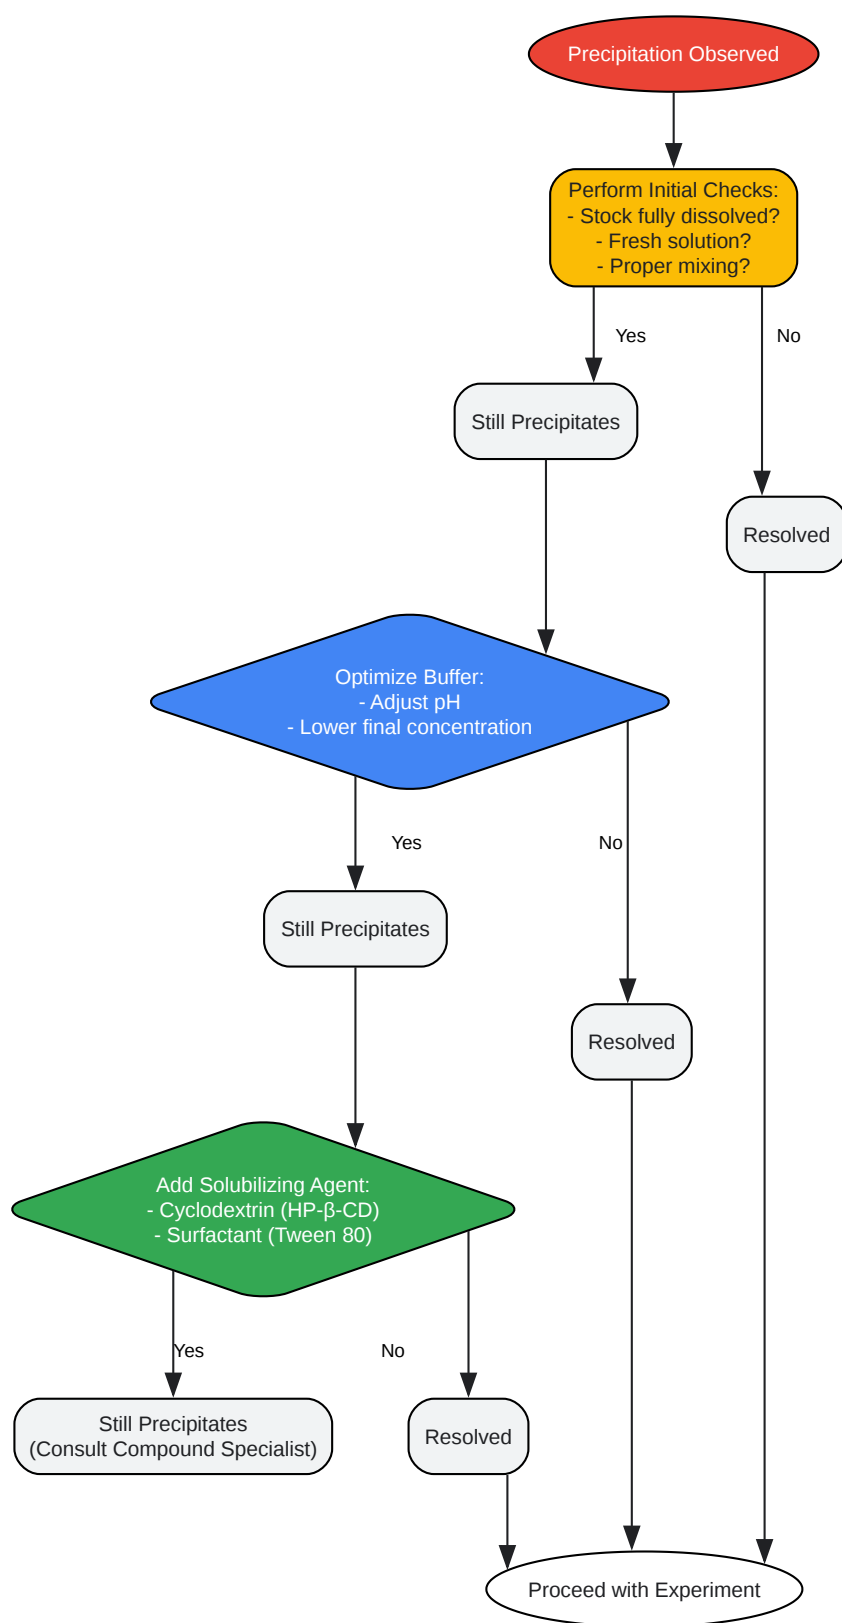 Precipitation Observed
Perform Initial Checks:
- Stock fully dissolved?
- Fresh solution?
- Proper mixing?
Yes
No
Still Precipitates
Resolved
Optimize Buffer:
- Adjust pH
- Lower final concentration
Yes
No
Still Precipitates
Resolved
Add Solubilizing Agent:
- Cyclodextrin (HP-β-CD)
- Surfactant (Tween 80)
Yes
No
Still Precipitates
(Consult Compound Specialist)
Resolved
Proceed with Experiment